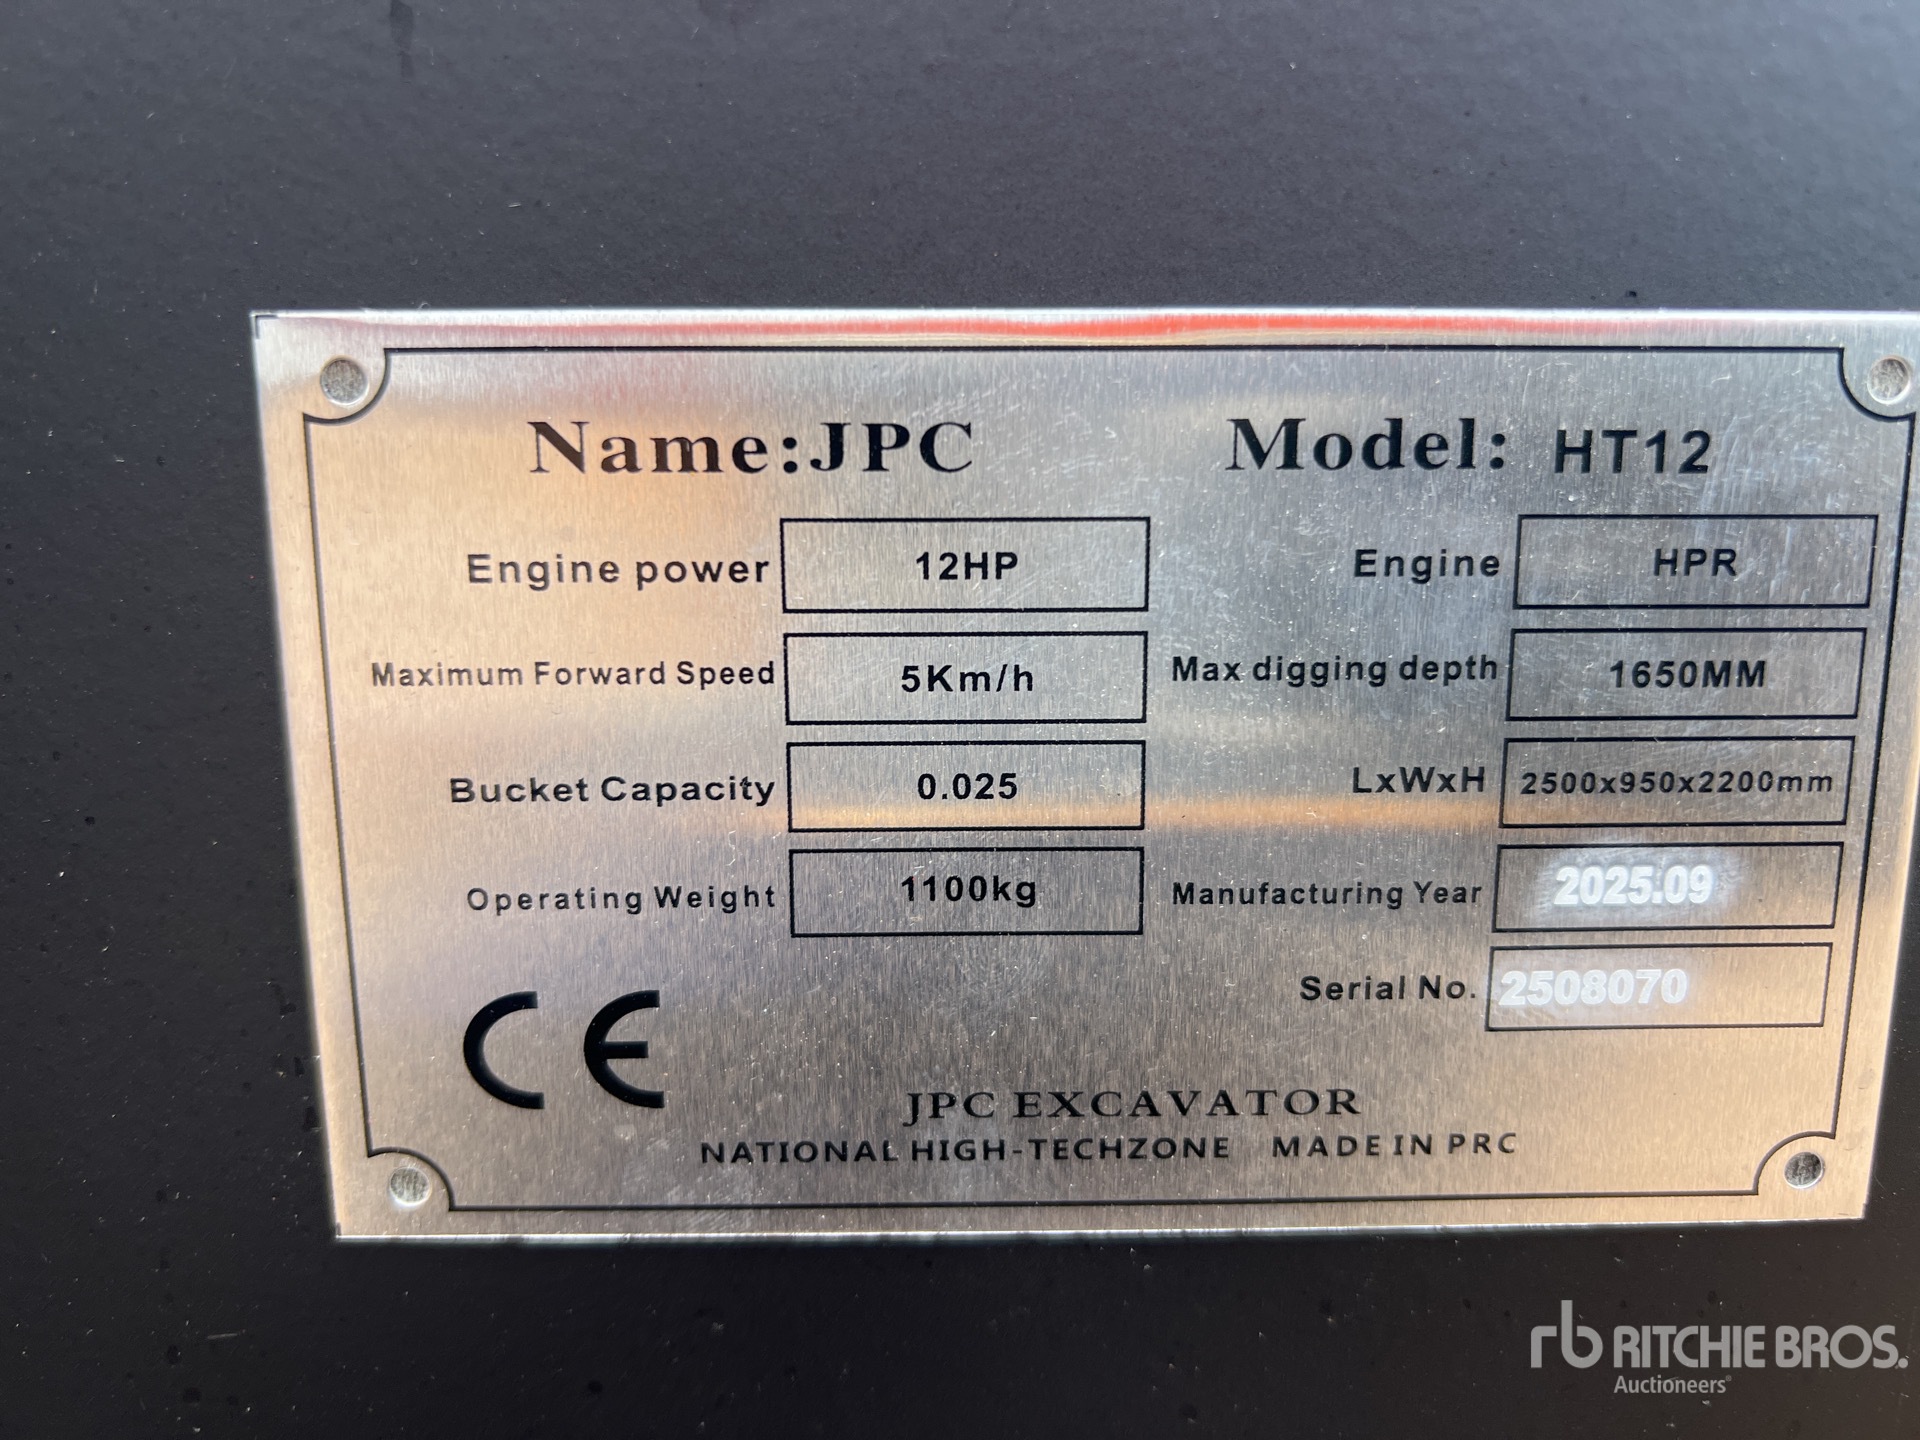 Name:JPC Model: HT12
Engine power 12HP Engine HPR
Maximum Forward Speed 5Km/h Max digging depth 1650MM
Bucket Capacity 0.025 LxWxH 2500x950x2200mm
Operating Weight 1100kg Manufacturing Year 2025.09
Serial No. 2508070
CE
JPC EXCAVATOR
NATIONAL HIGH-TECHZONE MADE IN PRC
rb RITCHIE BROS.
Auctioneers®